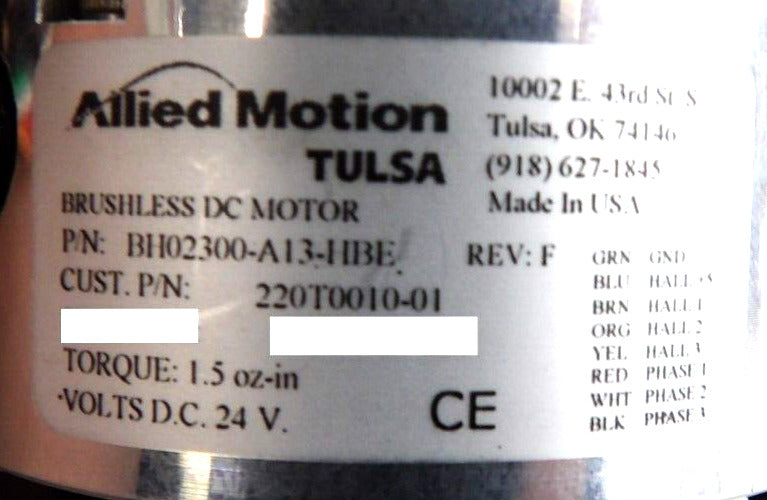 Allied Motion
TULSA
10002 E. 43rd St. S
Tulsa, OK 74146
(918) 627-1845
Made In USA
BRUSHLESS DC MOTOR
P/N: BH02300-A13-HBE
REV: F
CUST. P/N: 220T0010-01
TORQUE: 1.5 oz-in
VOLTS D.C. 24 V.
CE
GRN GND
BLU HALL +5
BRN HALL 1
ORG HALL 2
YEL HALL 3
RED PHASE 1
WHT PHASE 2
BLK PHASE 3